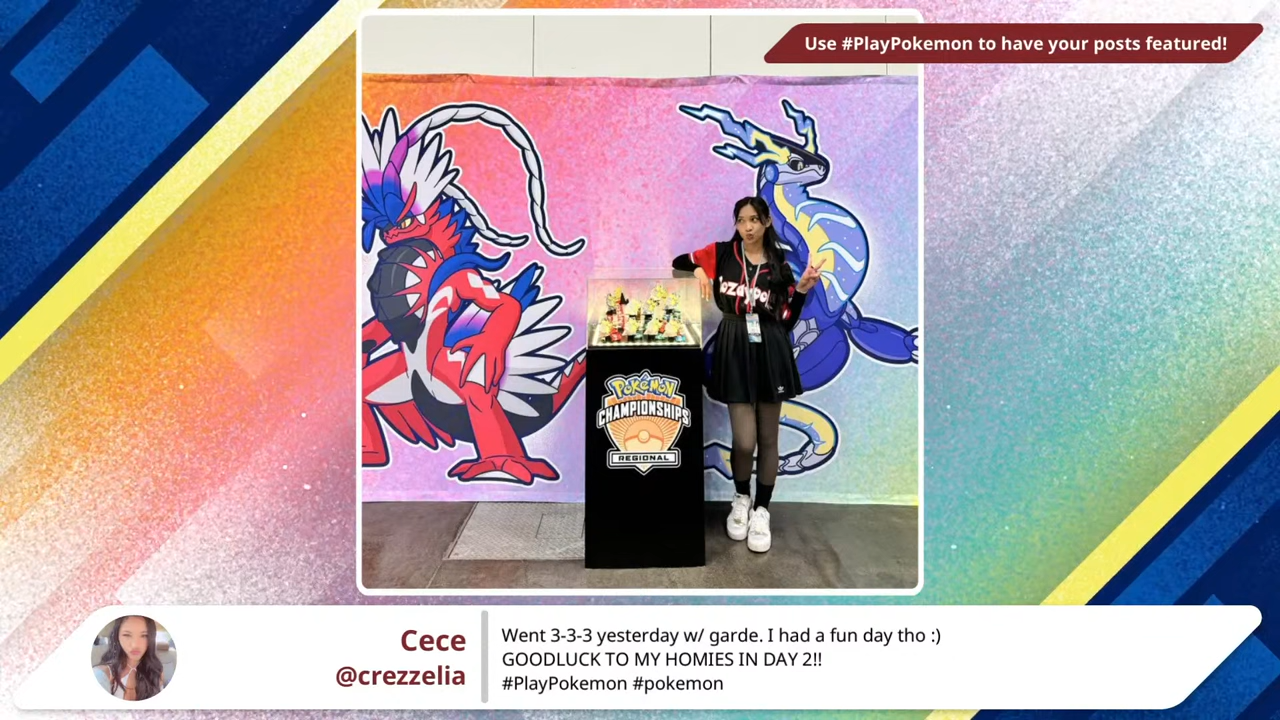 Use #PlayPokemon to have your posts featured!
Pokémon
CHAMPIONSHIPS
REGIONAL
Cece
@crezzelia
Went 3-3-3 yesterday w/ garde. I had a fun day tho :)
GOODLUCK TO MY HOMIES IN DAY 2!!
#PlayPokemon #pokemon